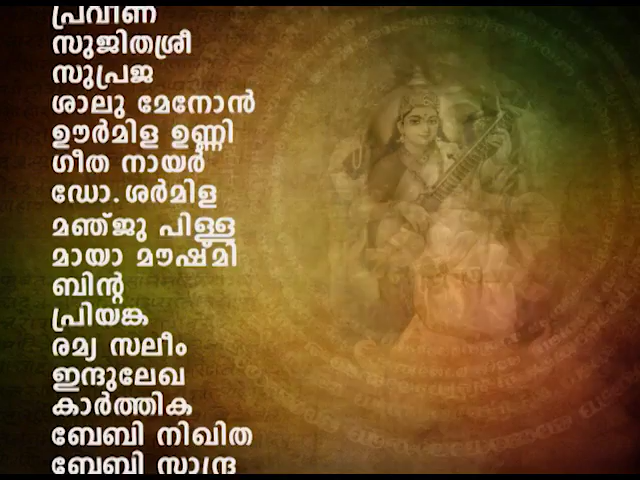 പ്രവീണ
സുജിതശ്രീ
സുപ്രജ
ശാലു മേനോൻ
ഊർമിള ഉണ്ണി
ഗീത നായർ
ഡോ. ശർമിള
മഞ്ജു പിള്ള
മായാ മൗഷ്മി
ബിന്റ
പ്രിയങ്ക
രമ്യ സലീം
ഇന്ദുലേഖ
കാർത്തിക
ബേബി നിഖിത
ബേബി സാന്ദ്ര